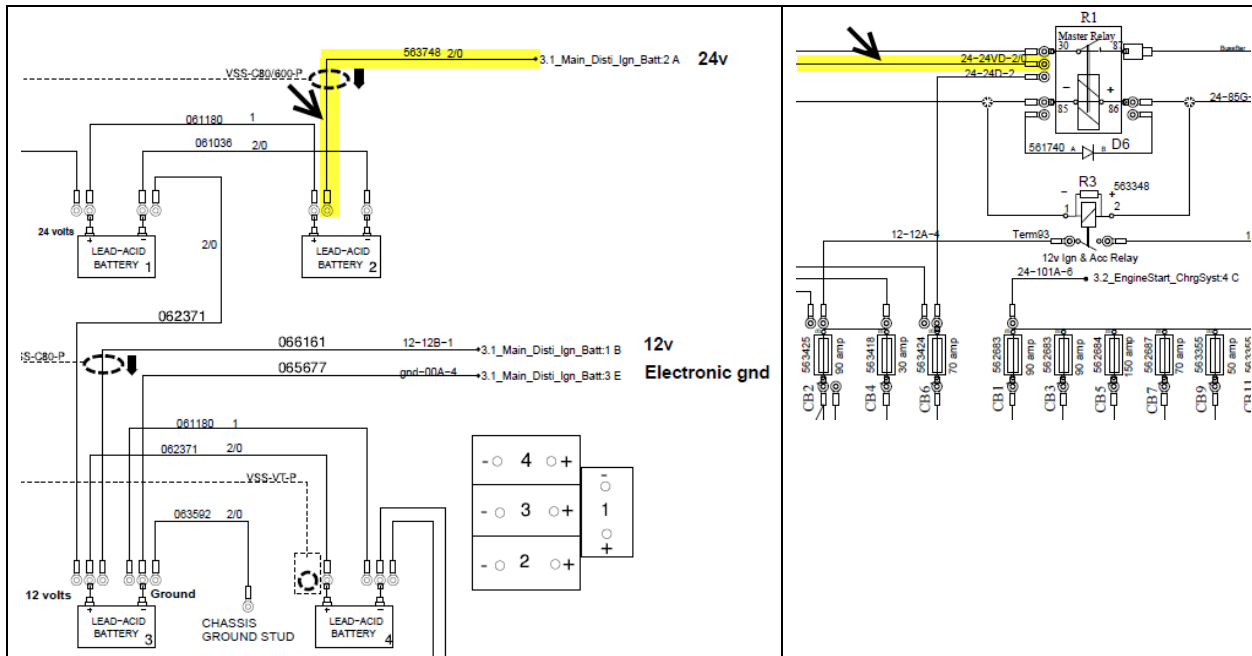 563748 2/0
3.1_Main_Disti_Ign_Batt:2 A 24v
VSS-C80/600-P
061180 1
061036 2/0
2/0
24 volts
+ -
LEAD-ACID
BATTERY 1
+ -
LEAD-ACID
BATTERY 2
062371
066161 12-12B-1 3.1_Main_Disti_Ign_Batt:1 B 12v
SS-C80-P
065677 gnd-00A-4 3.1_Main_Disti_Ign_Batt:3 E Electronic gnd
061180 1
062371 2/0
VSS-VT-P
063592 2/0
- 4 +
- 3 +
- 2 +
-
1
+
12 volts
Ground
+ -
LEAD-ACID
BATTERY 3
CHASSIS
GROUND STUD
+ -
LEAD-ACID
BATTERY 4
R1
Master Relay
30 87
BussBar
24-24VD-2/0
24-24D-2
- +
85 86
24-85G-
561740 A B D6
R3
- + 563348
1 2
12-12A-4 Term93
12v Ign & Acc Relay
24-101A-6 3.2_EngineStart_ChrgSyst:4 C
CB2 563425 90 amp
CB4 563418 30 amp
CB6 563424 70 amp
CB1 562683 90 amp
CB3 562683 90 amp
CB5 562684 150 amp
CB7 562687 70 amp
CB9 563355 50 amp
CB11 563355